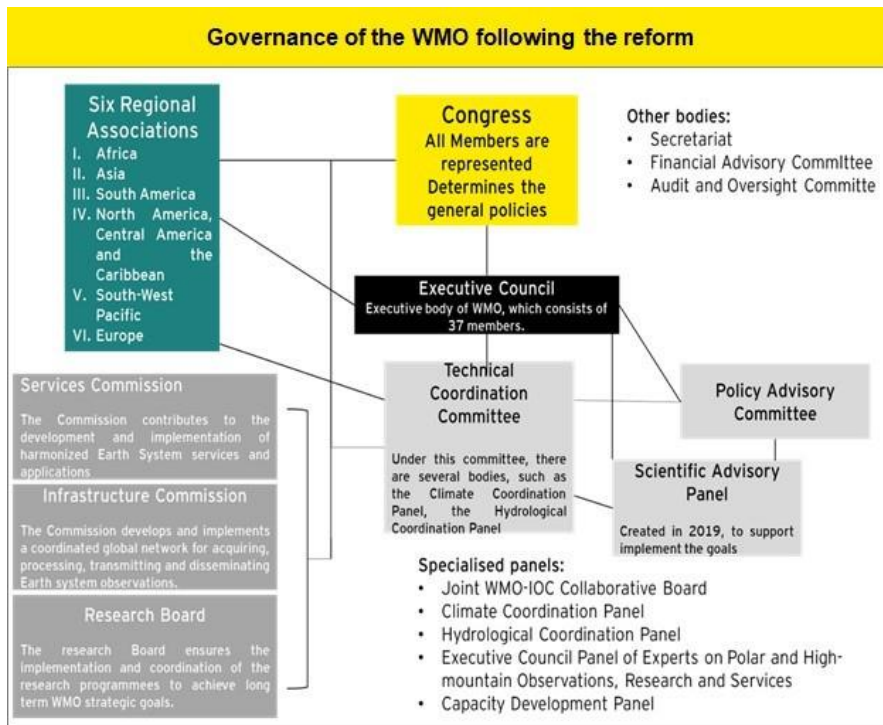 Governance of the WMO following the reform
Six Regional
Associations
I. Africa
II. Asia
III. South America
IV. North America,
Central America
and the
Caribbean
V. South-West
Pacific
VI. Europe
Congress
All Members are
represented
Determines the
general policies
Other bodies:
• Secretariat
• Financial Advisory CommIttee
• Audit and Oversight Committe
Executive Council
Executive body of WMO, which consists of
37 members.
Technical
Coordination
Committee
Under this committee, there
are several bodies, such as
the Climate Coordination
Panel, the Hydrological
Coordination Panel
Policy Advisory
Committee
Scientific Advisory
Panel
Created in 2019, to support
implement the goals
Services Commission
The Commission contributes to the
development and implementation of
harmonized Earth System services and
applications
Infrastructure Commission
The Commission develops and implements
a coordinated global network for acquiring,
processing, transmitting and disseminating
Earth system observations.
Research Board
The research Board ensures the
implementation and coordination of the
research programmees to achieve long
term WMO strategic goals.
Specialised panels:
• Joint WMO-IOC Collaborative Board
• Climate Coordination Panel
• Hydrological Coordination Panel
• Executive Council Panel of Experts on Polar and High-
mountain Observations, Research and Services
• Capacity Development Panel